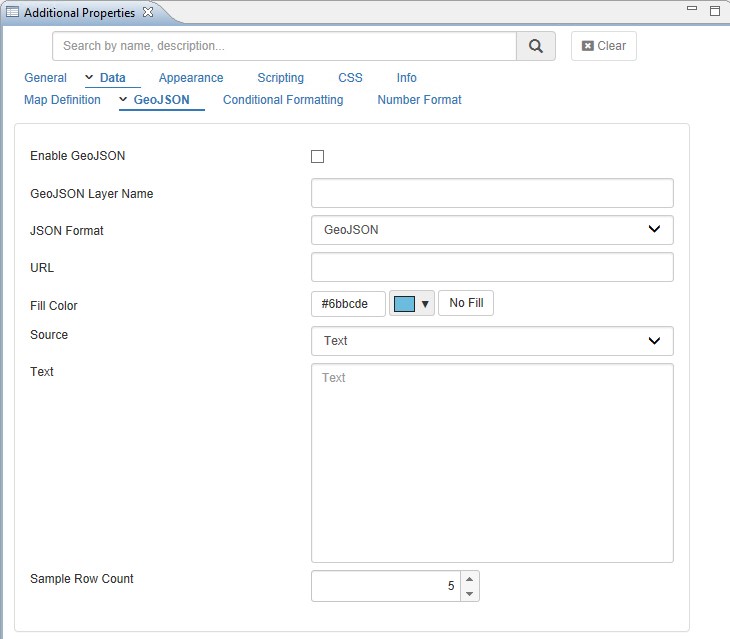 Additional Properties
Search by name, description...
Clear
General Data Appearance Scripting CSS Info
Map Definition GeoJSON Conditional Formatting Number Format
Enable GeoJSON
GeoJSON Layer Name
JSON Format GeoJSON
URL
Fill Color #6bbcde No Fill
Source Text
Text Text
Sample Row Count 5